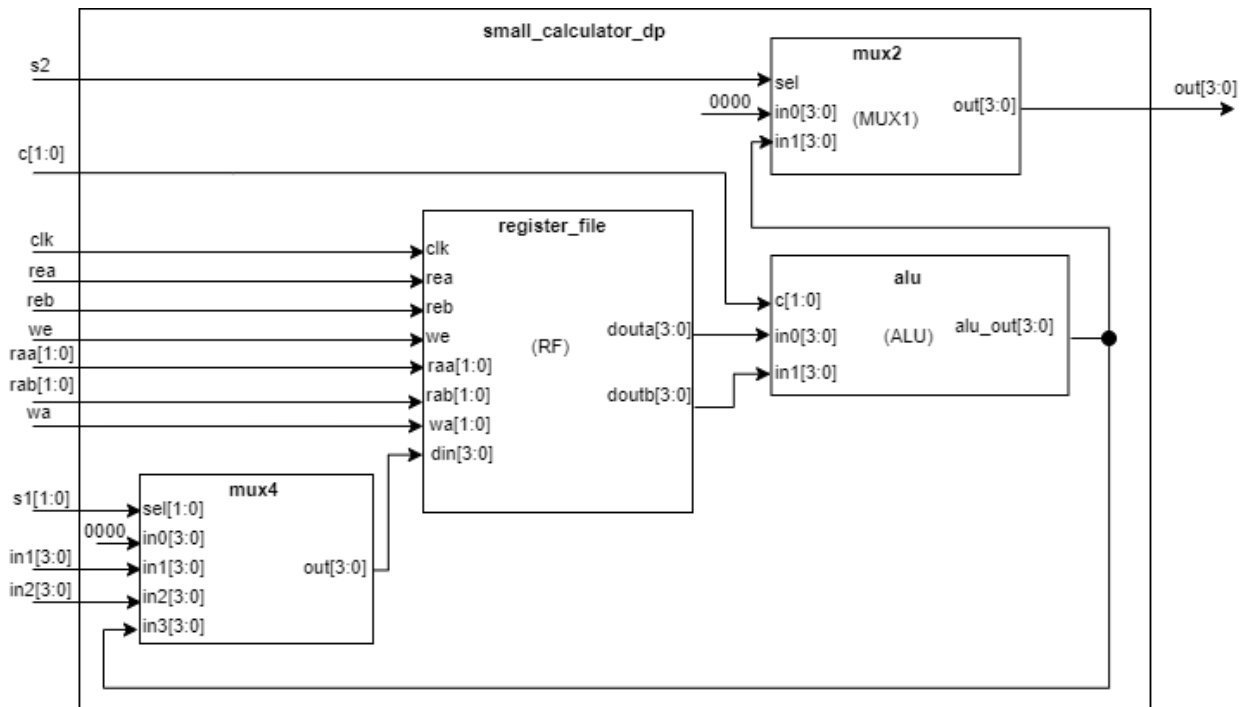 small_calculator_dp
s2
c[1:0]
clk
rea
reb
we
raa[1:0]
rab[1:0]
wa
s1[1:0]
0000
in1[3:0]
in2[3:0]
mux4
sel[1:0]
in0[3:0]
in1[3:0]
in2[3:0]
in3[3:0]
out[3:0]
register_file
clk
rea
reb
we
raa[1:0]
rab[1:0]
wa[1:0]
din[3:0]
(RF)
douta[3:0]
doutb[3:0]
mux2
sel
0000
in0[3:0]
in1[3:0]
(MUX1)
out[3:0]
alu
c[1:0]
in0[3:0]
in1[3:0]
(ALU)
alu_out[3:0]
out[3:0]